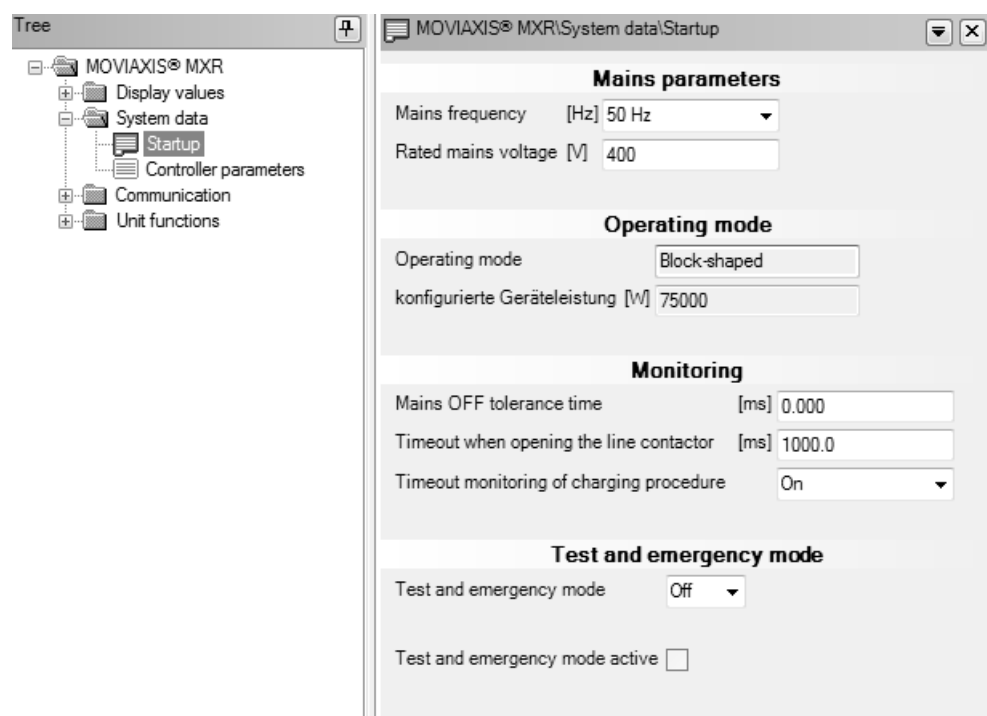 Tree
MOVIAXIS® MXR
Display values
System data
Startup
Controller parameters
Communication
Unit functions
MOVIAXIS® MXR\System data\Startup
Mains parameters
Mains frequency [Hz] 50 Hz
Rated mains voltage [V] 400
Operating mode
Operating mode Block-shaped
konfigurierte Geräteleistung [W] 75000
Monitoring
Mains OFF tolerance time [ms] 0.000
Timeout when opening the line contactor [ms] 1000.0
Timeout monitoring of charging procedure On
Test and emergency mode
Test and emergency mode Off
Test and emergency mode active